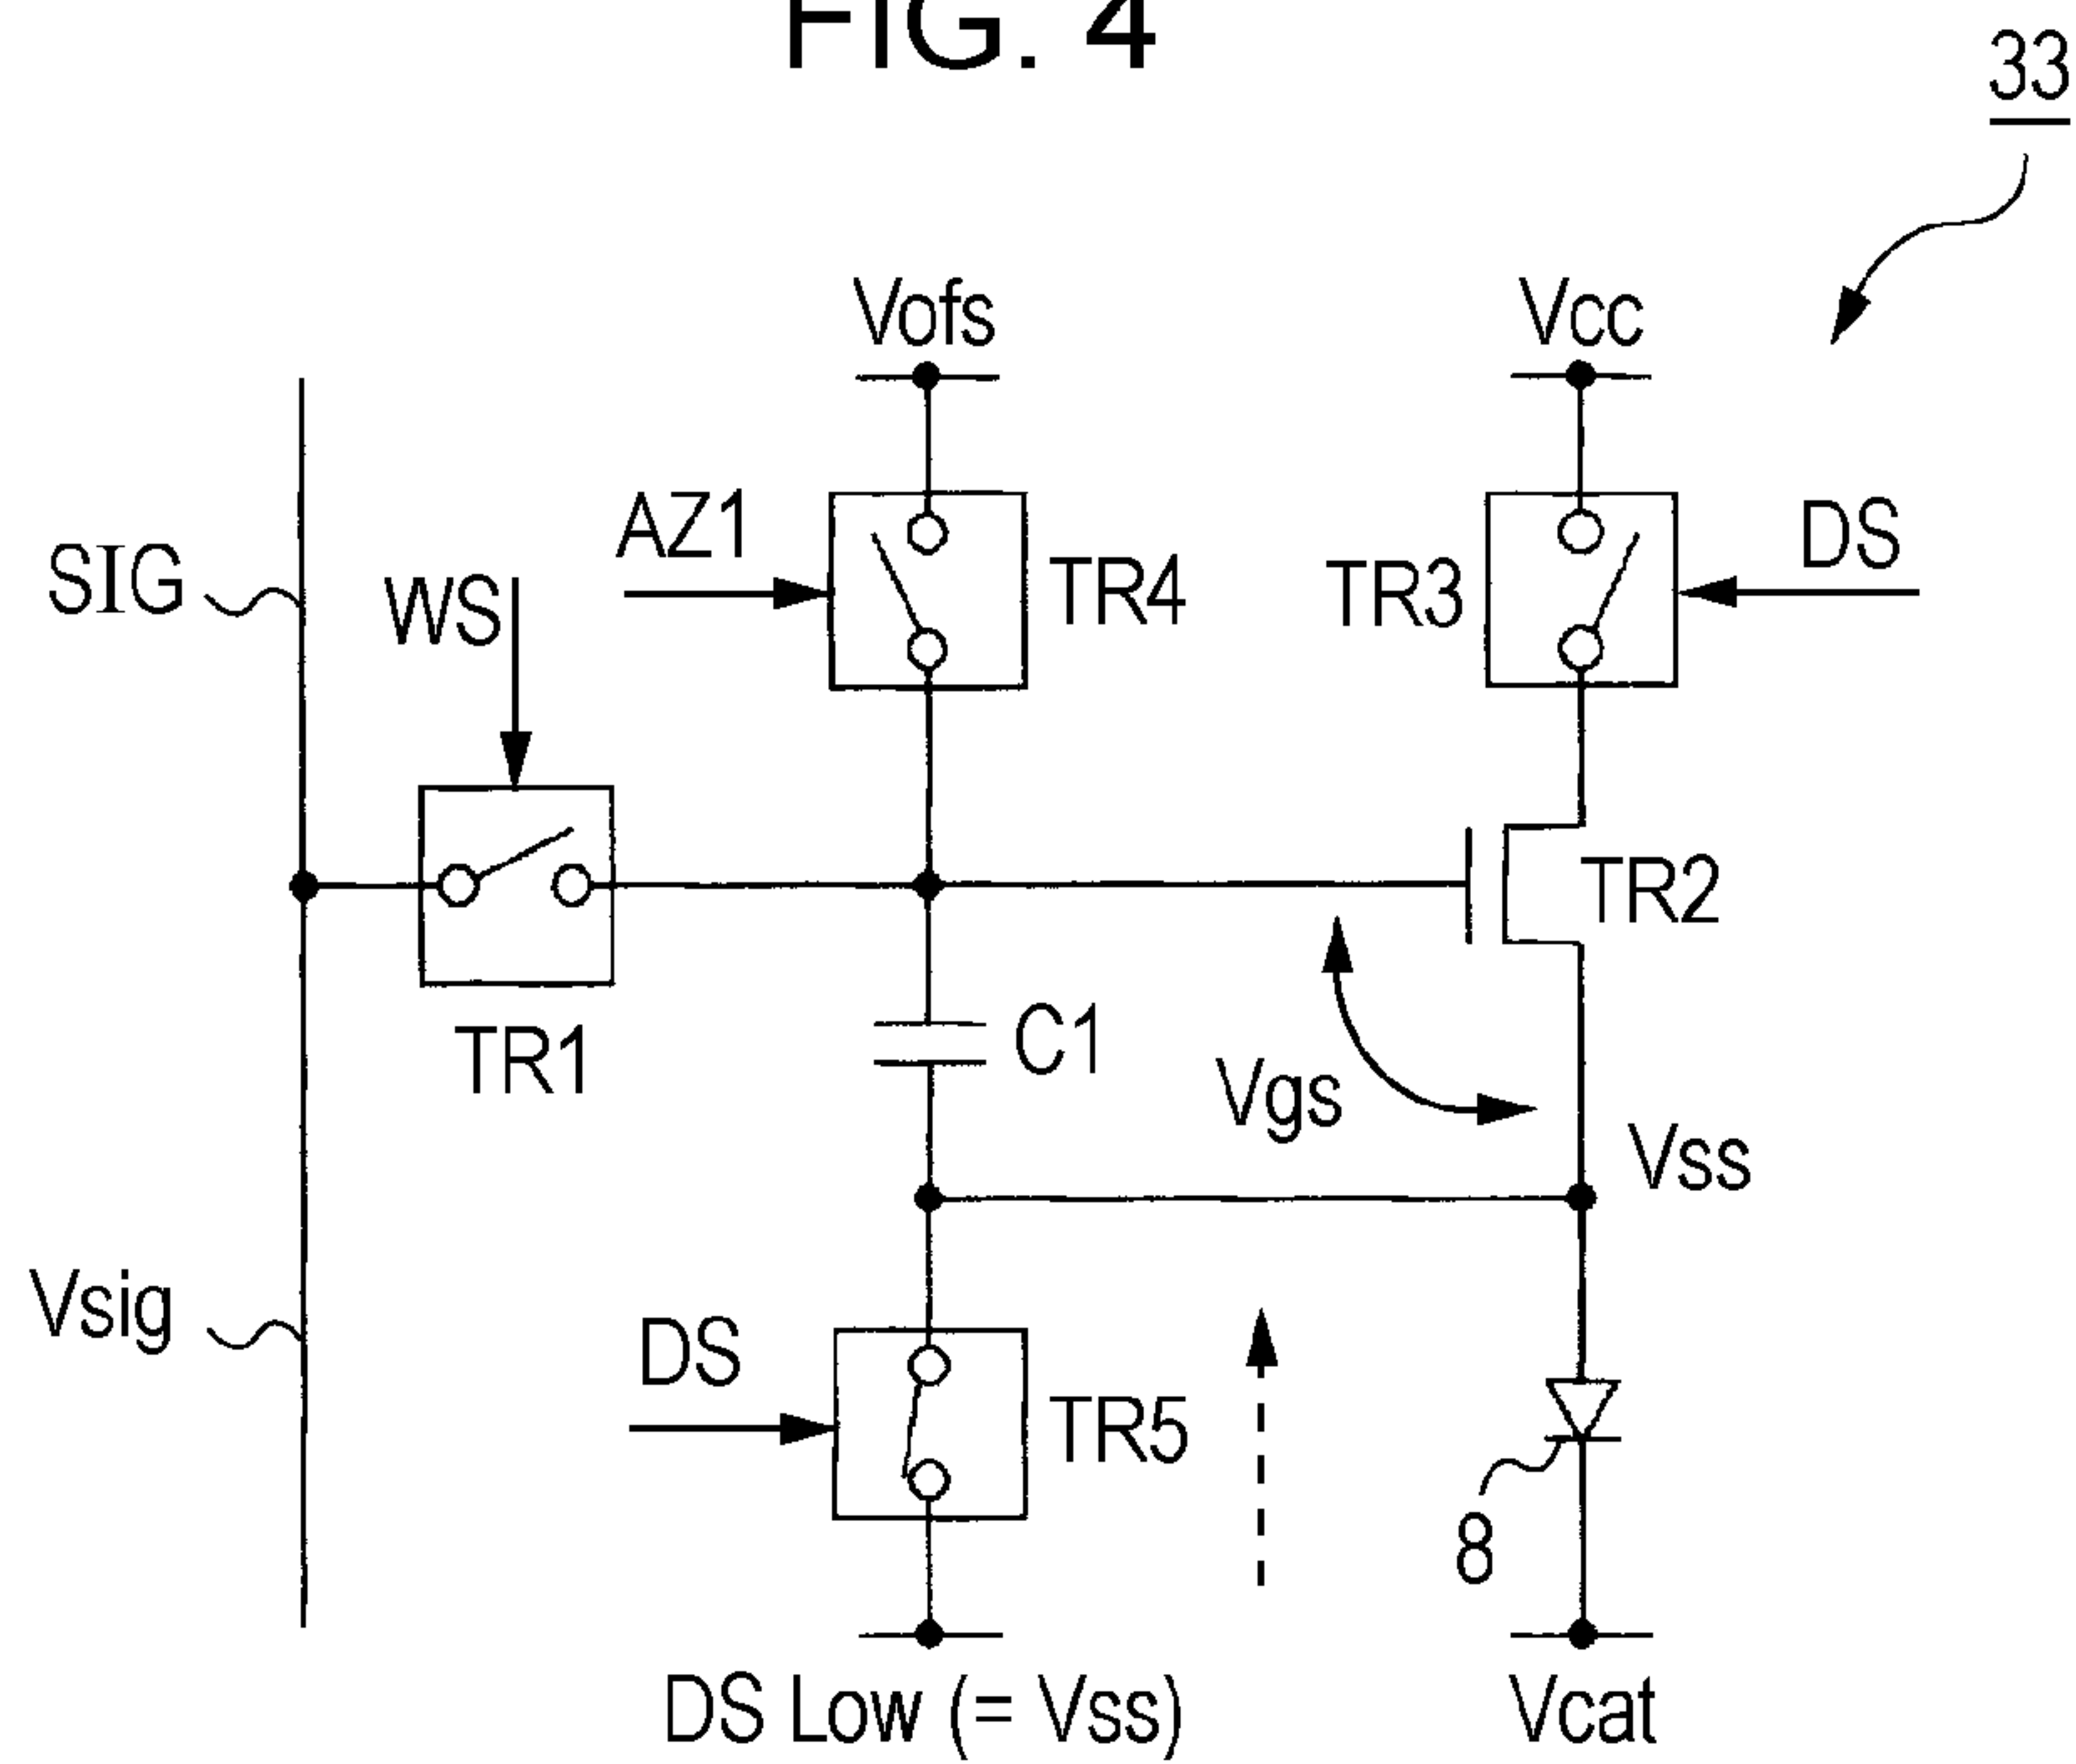 FIG. 4
33
Vofs
Vcc
AZ1
DS
SIG
WS
TR4
TR3
TR2
TR1
C1
Vgs
Vss
Vsig
DS
TR5
8
DS Low (= Vss)
Vcat